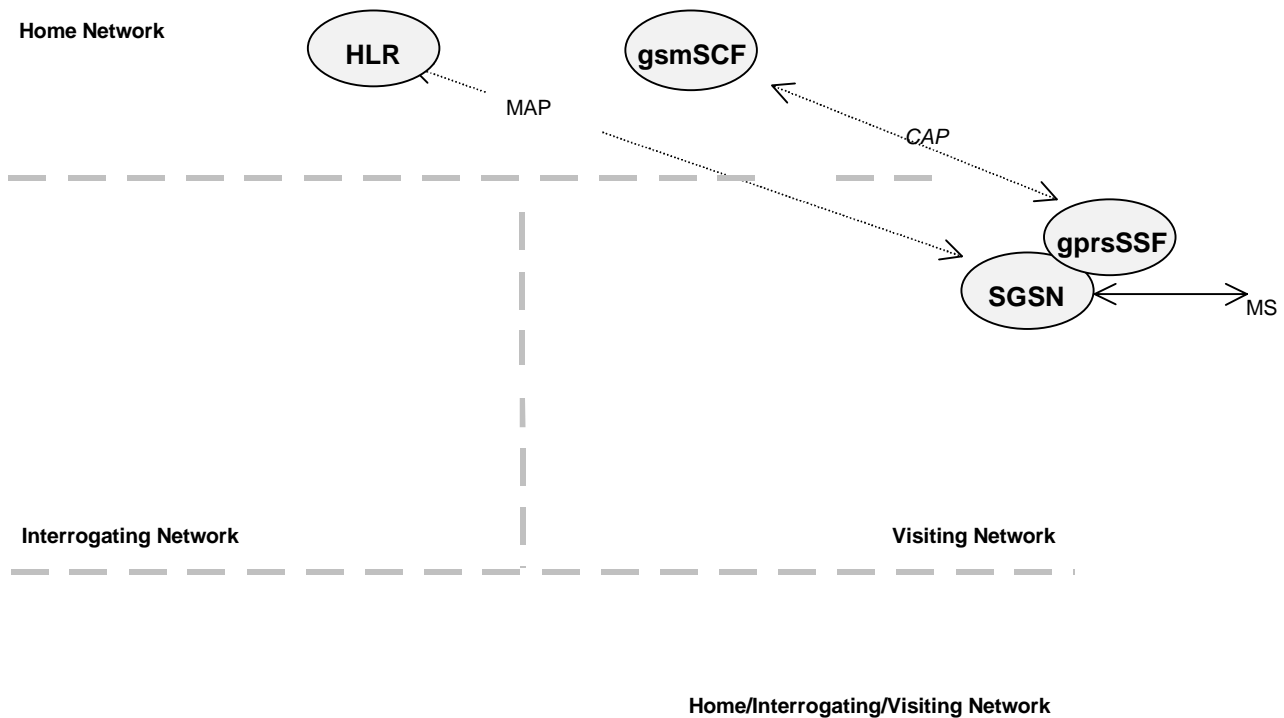 Home Network
HLR
gsmSCF
MAP
CAP
gprsSSF
SGSN
MS
Interrogating Network
Visiting Network
Home/Interrogating/Visiting Network